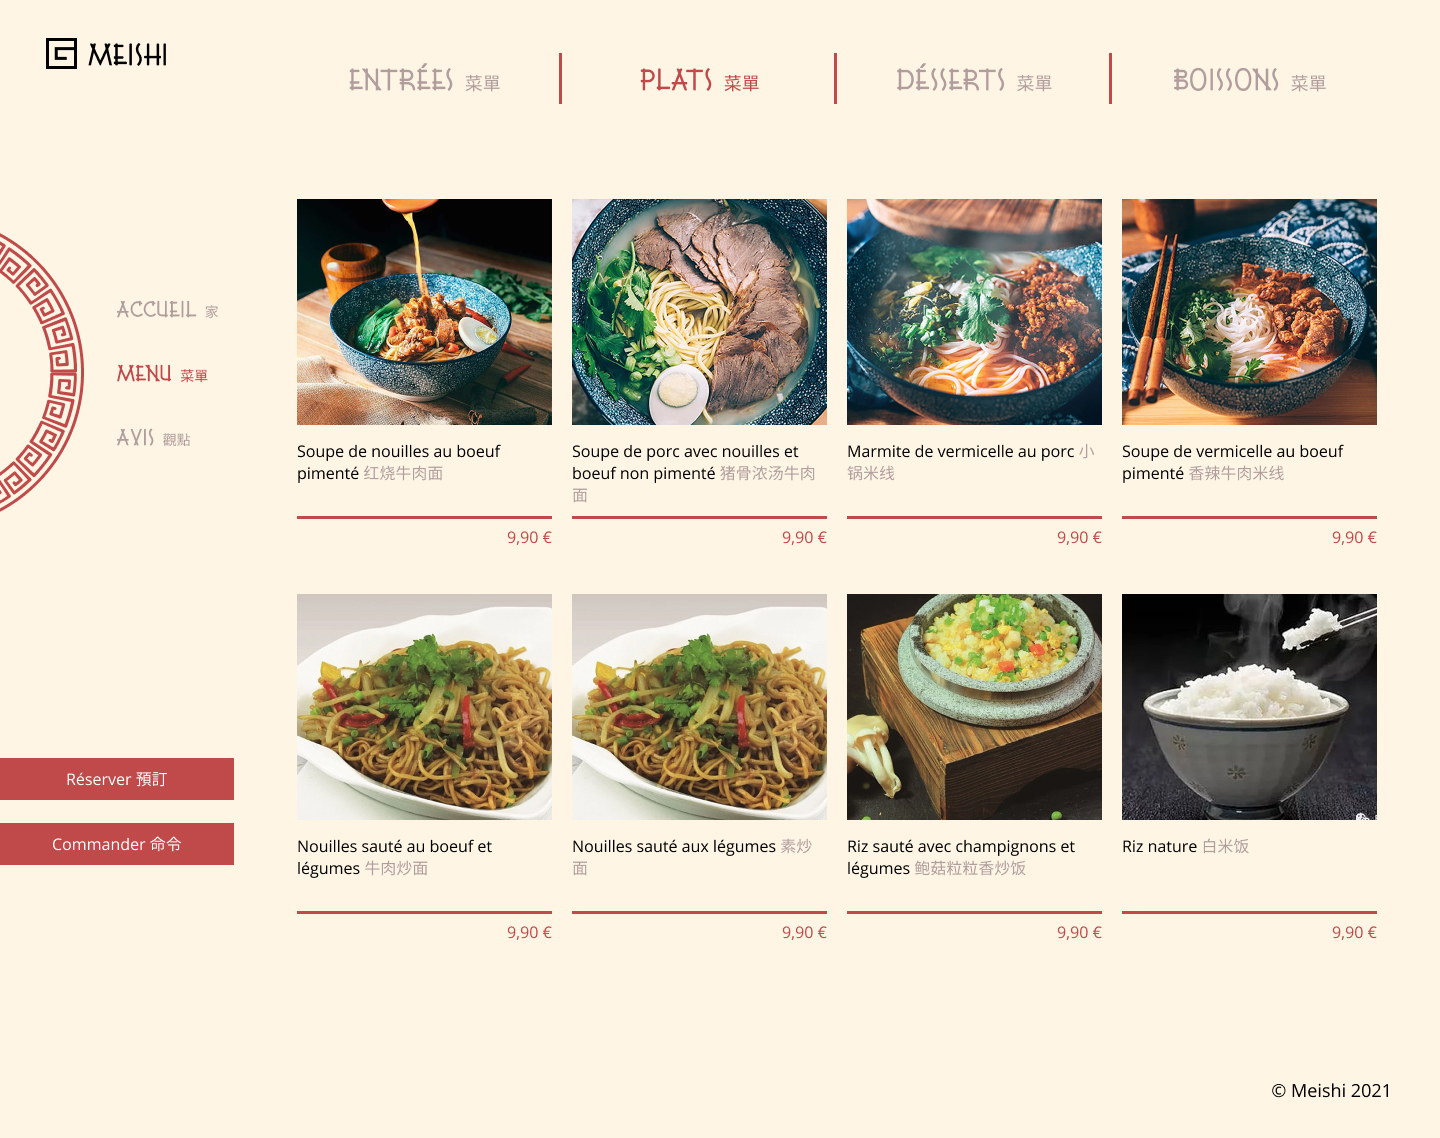 MEISHI
ENTRÉES 菜單
PLATS 菜單
DÉSSERTS 菜單
BOISSONS 菜單
ACCUEIL 家
MENU 菜單
AVIS 觀點
Soupe de nouilles au boeuf
pimenté 红烧牛肉面
9,90 €
Soupe de porc avec nouilles et
boeuf non pimenté 猪骨浓汤牛肉
面
9,90 €
Marmite de vermicelle au porc 小
锅米线
9,90 €
Soupe de vermicelle au boeuf
pimenté 香辣牛肉米线
9,90 €
Réserver 預訂
Commander 命令
Nouilles sauté au boeuf et
légumes 牛肉炒面
9,90 €
Nouilles sauté aux légumes 素炒
面
9,90 €
Riz sauté avec champignons et
légumes 鲍菇粒粒香炒饭
9,90 €
Riz nature 白米饭
9,90 €
© Meishi 2021